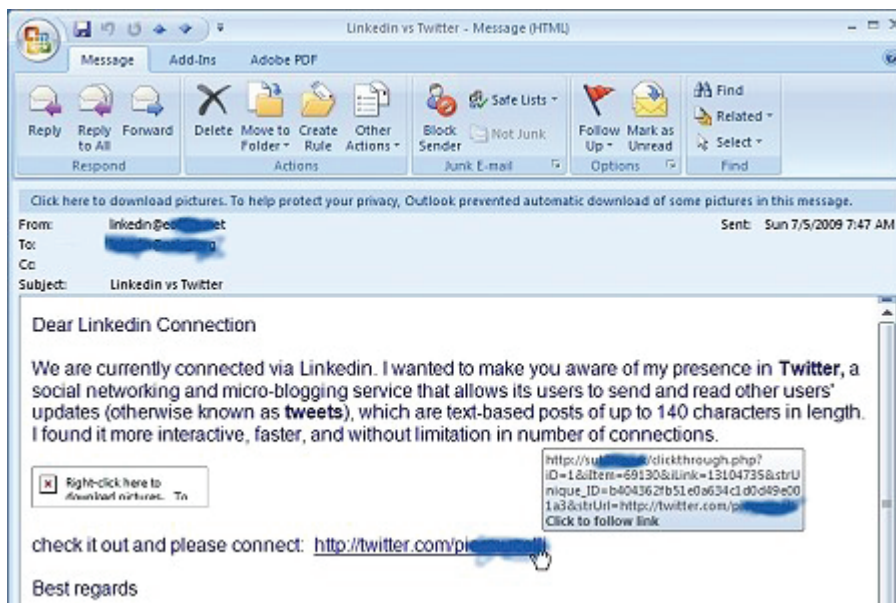 Linkedin vs Twitter - Message (HTML)
Message Add-Ins Adobe PDF
Reply Reply to All Forward
Respond
Delete Move to Folder Create Rule Other Actions
Actions
Block Sender Safe Lists Not Junk
Junk E-mail
Follow Up Mark as Unread
Options
Find Related Select
Find
Click here to download pictures. To help protect your privacy, Outlook prevented automatic download of some pictures in this message.
From: linkedin@e et Sent: Sun 7/5/2009 7:47 AM
To:
Cc:
Subject: Linkedin vs Twitter
Dear Linkedin Connection
We are currently connected via Linkedin. I wanted to make you aware of my presence in Twitter, a
social networking and micro-blogging service that allows its users to send and read other users'
updates (otherwise known as tweets), which are text-based posts of up to 140 characters in length.
I found it more interactive, faster, and without limitation in number of connections.
Right-click here to
download pictures. To
http://su /clickthrough.php?
iD=1&iItem=69130&iLink=13104735&strU
nique_ID=b404362fb51e0a634c1d0d49e00
1a3&strUrl=http://twitter.com/p
Click to follow link
check it out and please connect: http://twitter.com/pi
Best regards